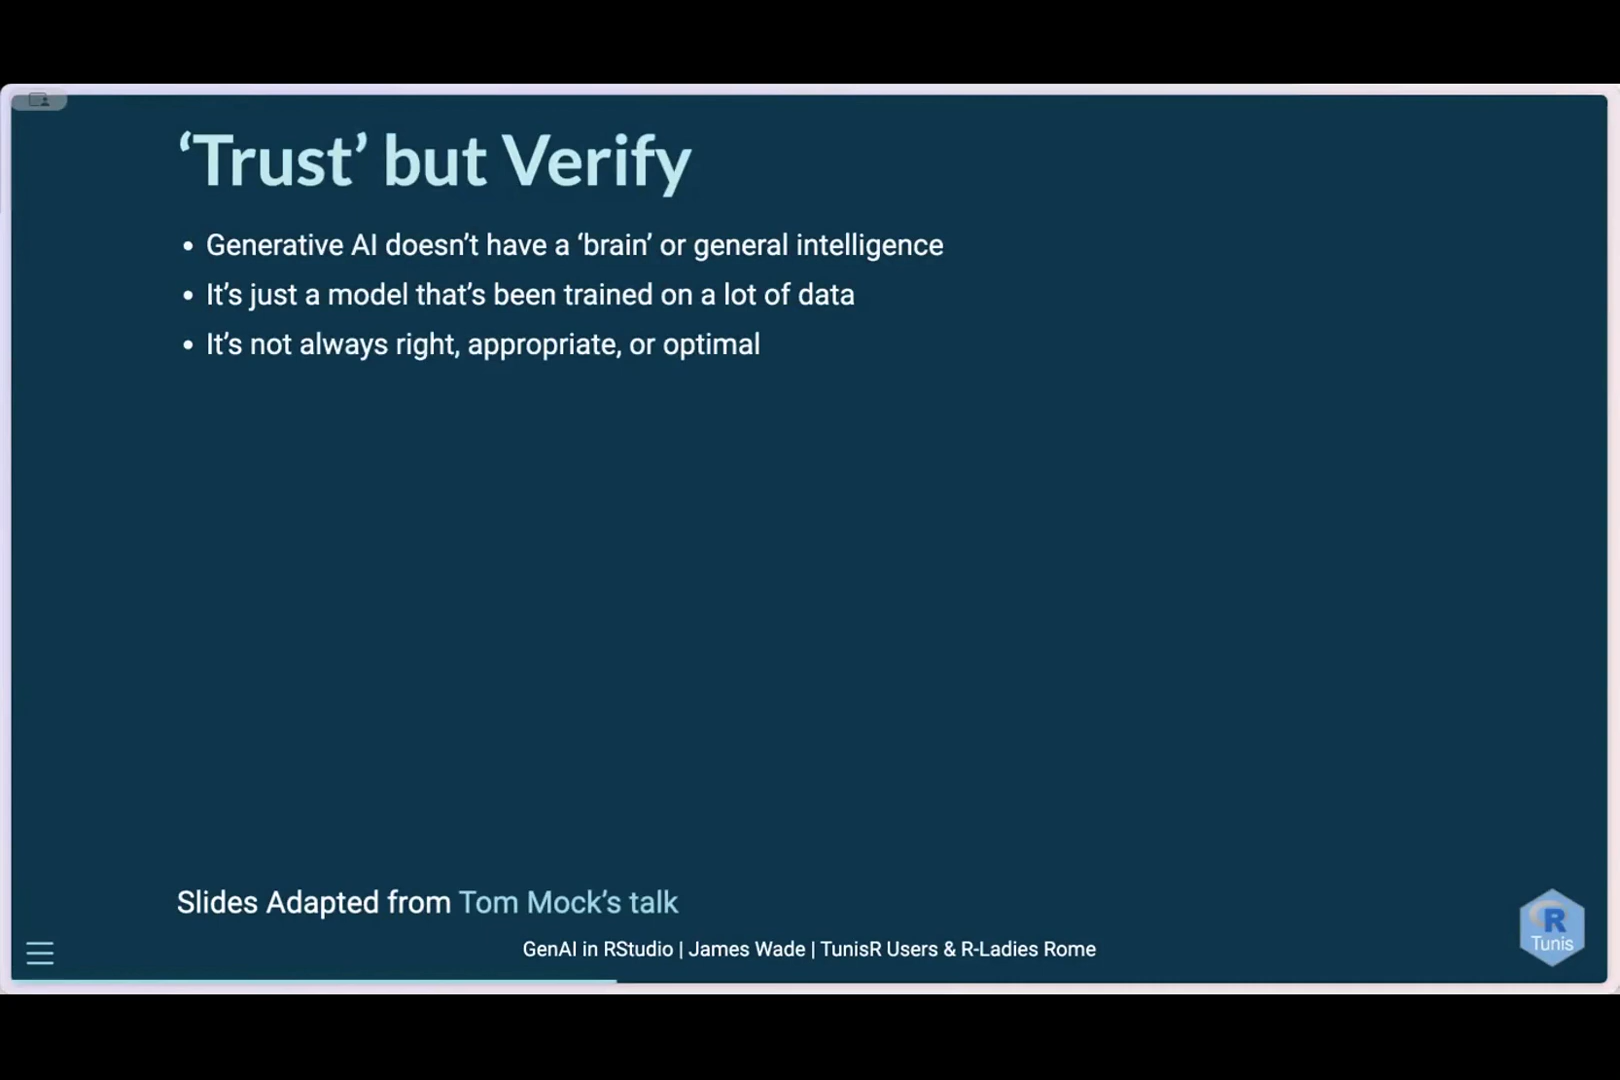 ‘Trust’ but Verify
• Generative AI doesn’t have a ‘brain’ or general intelligence
• It’s just a model that’s been trained on a lot of data
• It’s not always right, appropriate, or optimal
Slides Adapted from Tom Mock’s talk
GenAI in RStudio | James Wade | TunisR Users & R-Ladies Rome
R
Tunis